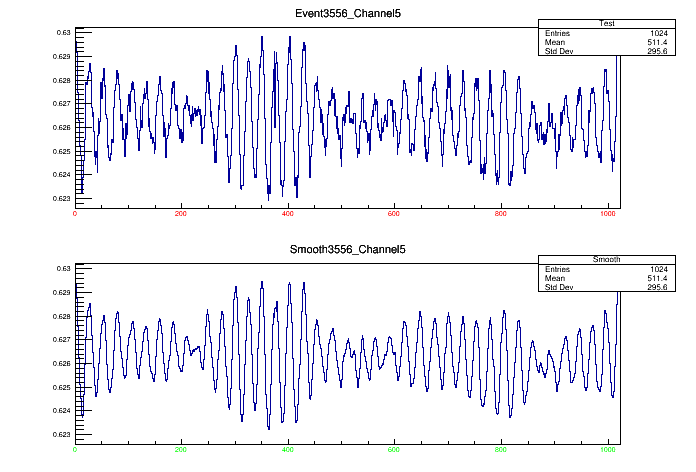 Event3556_Channel5
Test
Entries 1024
Mean 511.4
Std Dev 295.6
0.63
0.629
0.628
0.627
0.626
0.625
0.624
0.623
0 200 400 600 800 1000
Smooth3556_Channel5
Smooth
Entries 1024
Mean 511.4
Std Dev 295.6
0.63
0.629
0.628
0.627
0.626
0.625
0.624
0.623
0 200 400 600 800 1000